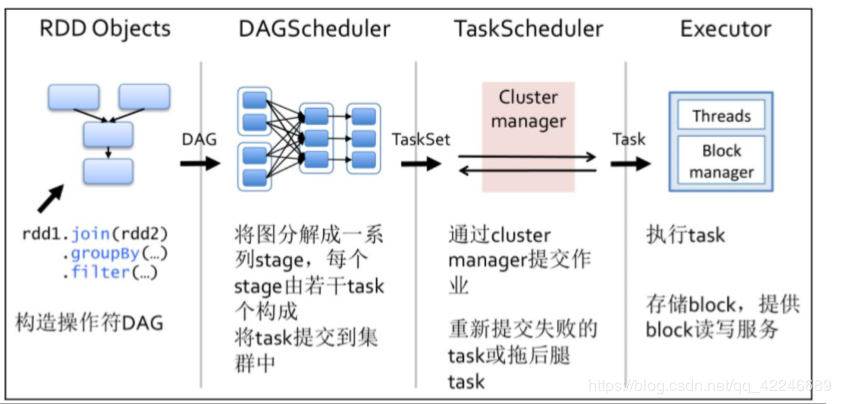 RDD Objects
DAGScheduler
TaskScheduler
Executor
DAG
TaskSet
Cluster
manager
Task
Threads
Block
manager
rdd1.join(rdd2)
.groupBy(…)
.filter(…)
构造操作符DAG
将图分解成一系
列stage，每个
stage由若干task
个构成
将task提交到集
群中
通过cluster
manager提交作
业
重新提交失败的
task或拖后腿
task
执行task
存储block，提供
block读写服务
https://blog.csdn.net/qq_42246689